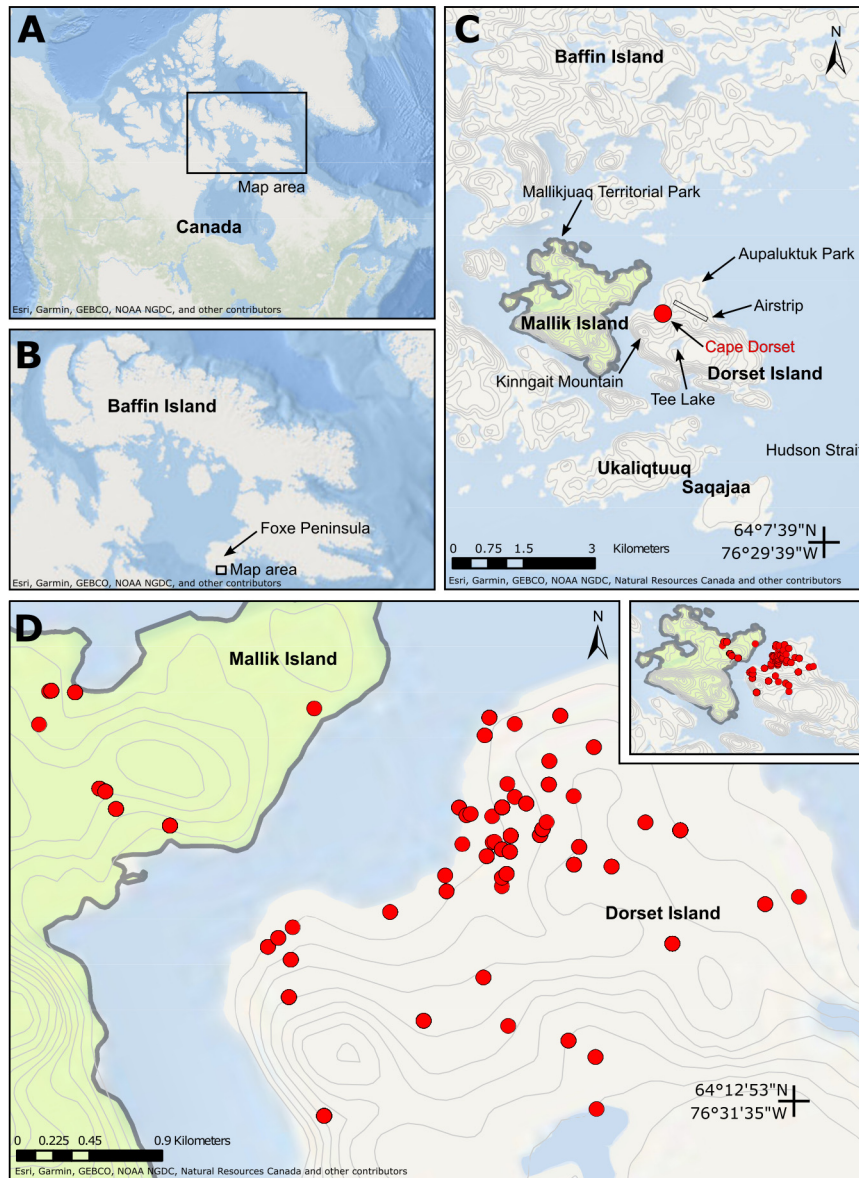 A
Map area
Canada
Esri, Garmin, GEBCO, NOAA NGDC, and other contributors
B
Baffin Island
Foxe Peninsula
Map area
Esri, Garmin, GEBCO, NOAA NGDC, and other contributors
C
N
Baffin Island
Mallikjuaq Territorial Park
Aupaluktuk Park
Airstrip
Mallik Island
Cape Dorset
Kinngait Mountain
Dorset Island
Tee Lake
Hudson Strait
Ukaliqtuuq
Saqajaa
64°7'39"N
76°29'39"W
0 0.75 1.5 3 Kilometers
Esri, Garmin, GEBCO, NOAA NGDC, Natural Resources Canada and other contributors
D
N
Mallik Island
Dorset Island
64°12'53"N
76°31'35"W
0 0.225 0.45 0.9 Kilometers
Esri, Garmin, GEBCO, NOAA NGDC, Natural Resources Canada and other contributors